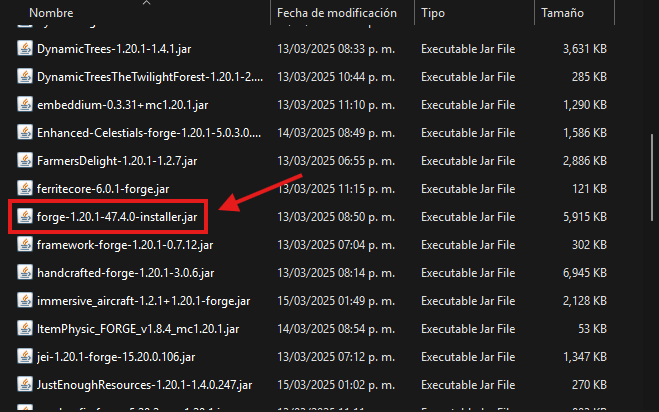 Nombre Fecha de modificación Tipo Tamaño
DynamicTrees-1.20.1-1.4.1.jar 13/03/2025 08:33 p. m. Executable Jar File 3,631 KB
DynamicTreesTheTwilightForest-1.20.1-2.... 13/03/2025 10:44 p. m. Executable Jar File 285 KB
embeddium-0.3.31+mc1.20.1.jar 13/03/2025 11:10 p. m. Executable Jar File 1,290 KB
Enhanced-Celestials-forge-1.20.1-5.0.3.0.... 14/03/2025 08:49 p. m. Executable Jar File 1,586 KB
FarmersDelight-1.20.1-1.2.7.jar 13/03/2025 06:55 p. m. Executable Jar File 2,886 KB
ferritecore-6.0.1-forge.jar 13/03/2025 11:15 p. m. Executable Jar File 121 KB
forge-1.20.1-47.4.0-installer.jar 13/03/2025 08:50 p. m. Executable Jar File 5,915 KB
framework-forge-1.20.1-0.7.12.jar 13/03/2025 07:04 p. m. Executable Jar File 302 KB
handcrafted-forge-1.20.1-3.0.6.jar 13/03/2025 08:14 p. m. Executable Jar File 6,945 KB
immersive_aircraft-1.2.1+1.20.1-forge.jar 15/03/2025 01:49 p. m. Executable Jar File 2,128 KB
ItemPhysic_FORGE_v1.8.4_mc1.20.1.jar 14/03/2025 08:54 p. m. Executable Jar File 53 KB
jei-1.20.1-forge-15.20.0.106.jar 13/03/2025 07:12 p. m. Executable Jar File 1,347 KB
JustEnoughResources-1.20.1-1.4.0.247.jar 15/03/2025 01:02 p. m. Executable Jar File 270 KB